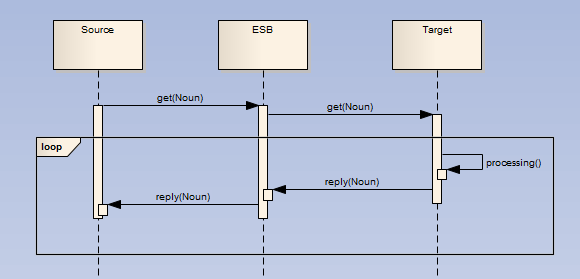 Source
ESB
Target
get(Noun)
get(Noun)
loop
processing()
reply(Noun)
reply(Noun)